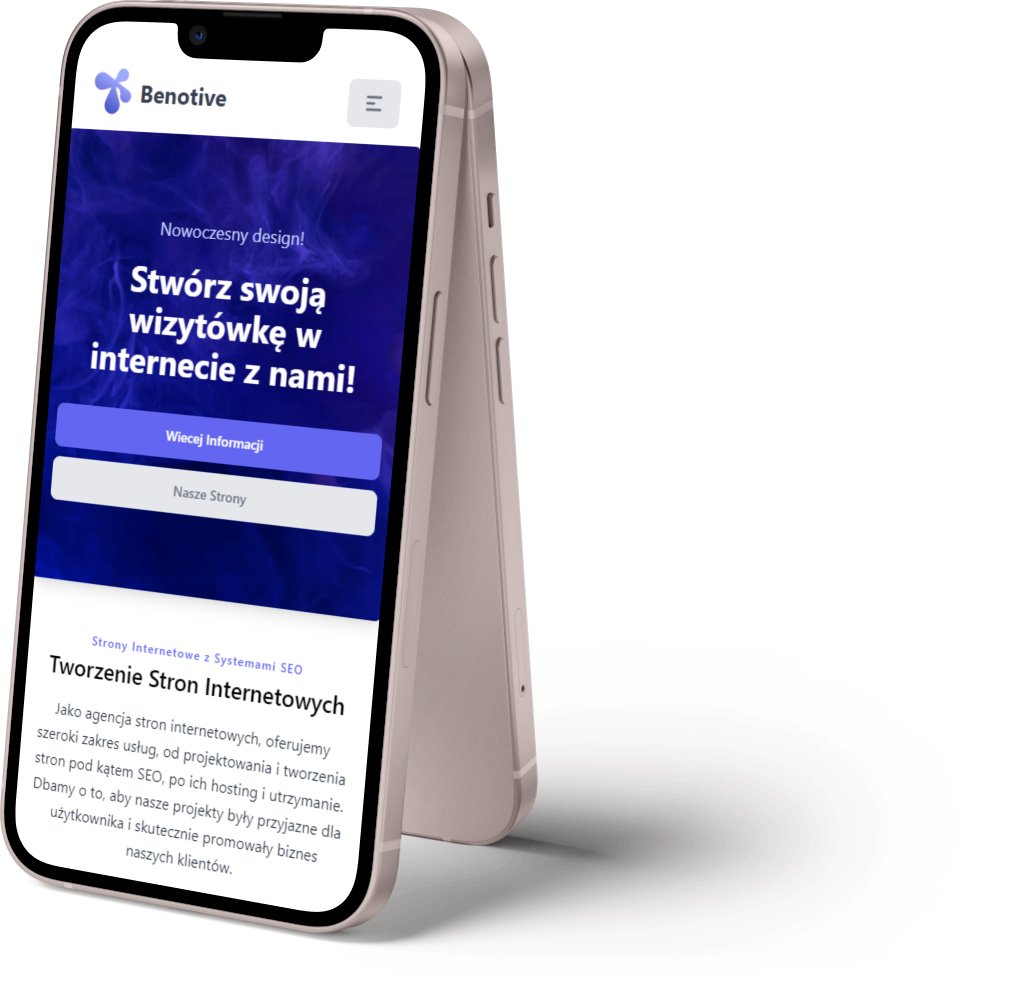 Benotive
Nowoczesny design!
Stwórz swoją
wizytówkę w
internecie z nami!
Wiecej Informacji
Nasze Strony
Strony Internetowe z Systemami SEO
Tworzenie Stron Internetowych
Jako agencja stron internetowych, oferujemy
szeroki zakres usług, od projektowania i tworzenia
stron pod kątem SEO, po ich hosting i utrzymanie.
Dbamy o to, aby nasze projekty były przyjazne dla
użytkownika i skutecznie promowały biznes
naszych klientów.